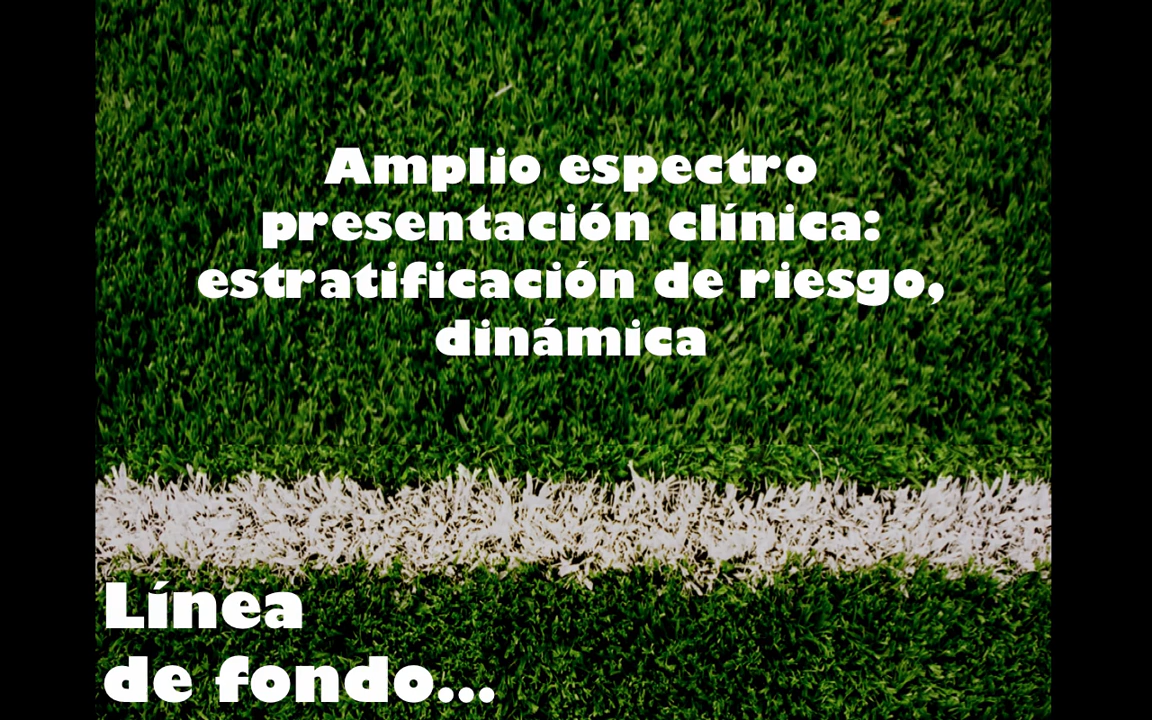 Amplio espectro
presentación clínica:
estratificación de riesgo,
dinámica
Línea
de fondo...